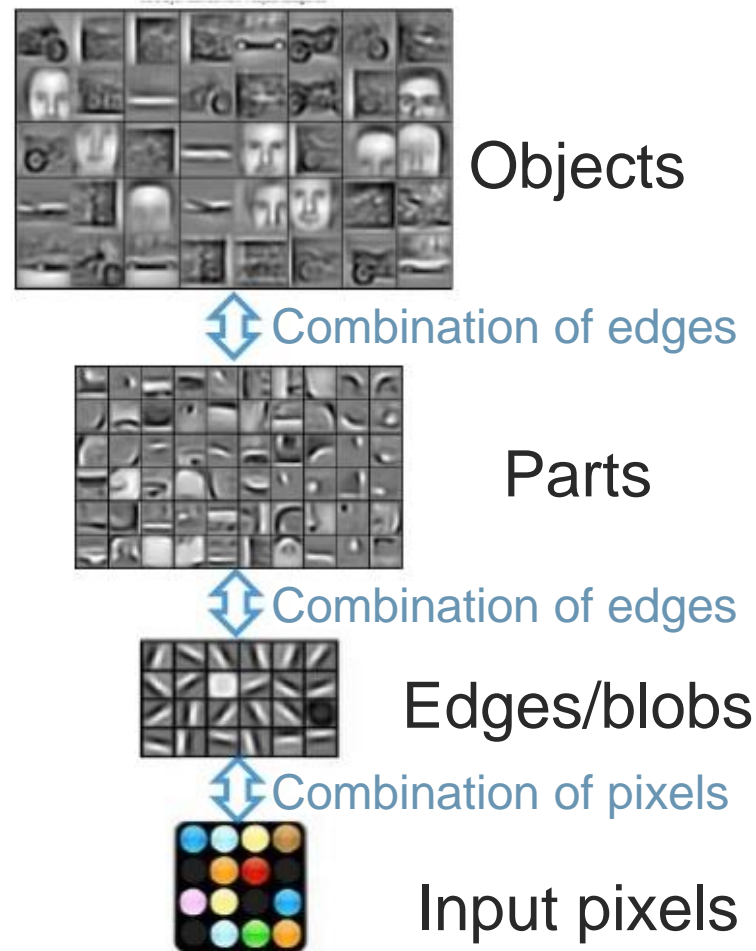 Objects
Combination of edges
Parts
Combination of edges
Edges/blobs
Combination of pixels
Input pixels